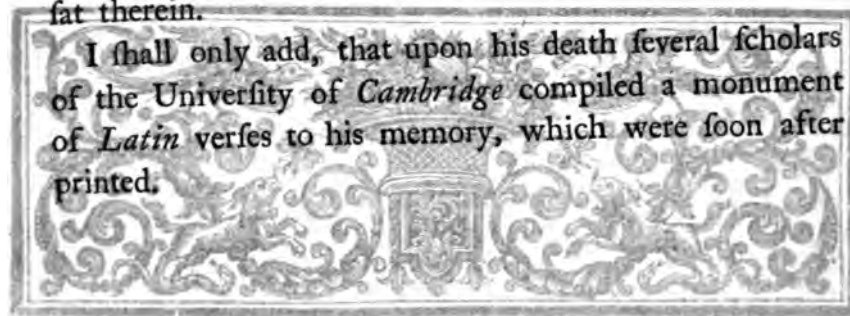 ſat therein.
I ſhall only add, that upon his death ſeveral ſcholars
of the Univerſity of Cambridge compiled a monument
of Latin verſes to his memory, which were ſoon after
printed.